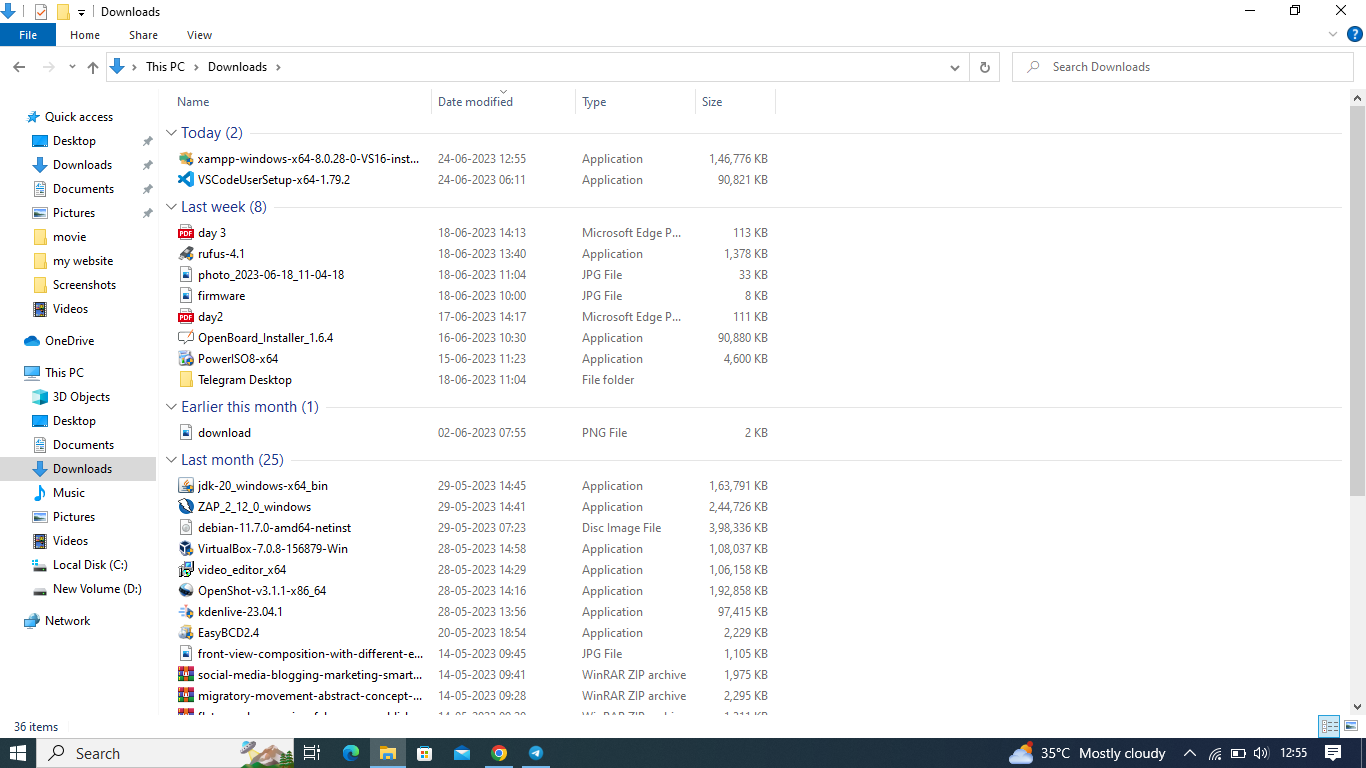 Downloads
File Home Share View
This PC Downloads
Search Downloads
Name Date modified Type Size
Quick access
Desktop
Downloads
Documents
Pictures
movie
my website
Screenshots
Videos
OneDrive
This PC
3D Objects
Desktop
Documents
Downloads
Music
Pictures
Videos
Local Disk (C:)
New Volume (D:)
Network
Today (2)
xampp-windows-x64-8.0.28-0-VS16-inst... 24-06-2023 12:55 Application 1,46,776 KB
VSCodeUserSetup-x64-1.79.2 24-06-2023 06:11 Application 90,821 KB
Last week (8)
day 3 18-06-2023 14:13 Microsoft Edge P... 113 KB
rufus-4.1 18-06-2023 13:40 Application 1,378 KB
photo_2023-06-18_11-04-18 18-06-2023 11:04 JPG File 33 KB
firmware 18-06-2023 10:00 JPG File 8 KB
day2 17-06-2023 14:17 Microsoft Edge P... 111 KB
OpenBoard_Installer_1.6.4 16-06-2023 10:30 Application 90,880 KB
PowerISO8-x64 15-06-2023 11:23 Application 4,600 KB
Telegram Desktop 18-06-2023 11:04 File folder
Earlier this month (1)
download 02-06-2023 07:55 PNG File 2 KB
Last month (25)
jdk-20_windows-x64_bin 29-05-2023 14:45 Application 1,63,791 KB
ZAP_2_12_0_windows 29-05-2023 14:41 Application 2,44,726 KB
debian-11.7.0-amd64-netinst 29-05-2023 07:23 Disc Image File 3,98,336 KB
VirtualBox-7.0.8-156879-Win 28-05-2023 14:58 Application 1,08,037 KB
video_editor_x64 28-05-2023 14:29 Application 1,06,158 KB
OpenShot-v3.1.1-x86_64 28-05-2023 14:16 Application 1,92,858 KB
kdenlive-23.04.1 28-05-2023 13:56 Application 97,415 KB
EasyBCD2.4 20-05-2023 18:54 Application 2,229 KB
front-view-composition-with-different-e... 14-05-2023 09:45 JPG File 1,105 KB
social-media-blogging-marketing-smart... 14-05-2023 09:41 WinRAR ZIP archive 1,975 KB
migratory-movement-abstract-concept-... 14-05-2023 09:28 WinRAR ZIP archive 2,295 KB
36 items
Search
35°C Mostly cloudy
12:55